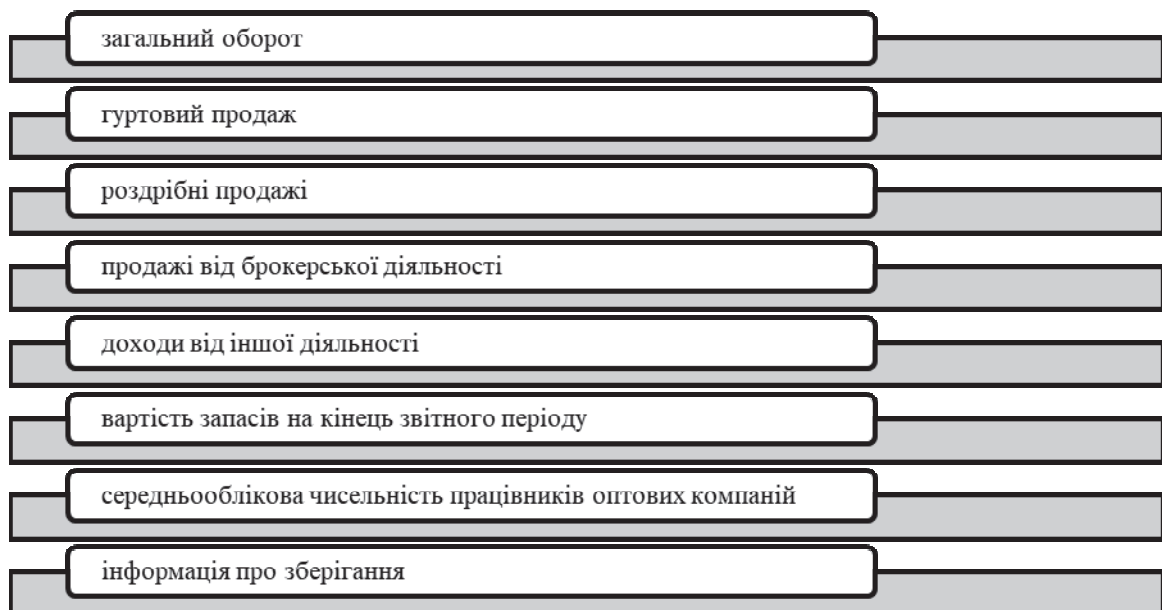 загальний оборот
гуртовий продаж
роздрібні продажі
продажі від брокерської діяльності
доходи від іншої діяльності
вартість запасів на кінець звітного періоду
середньооблікова чисельність працівників оптових компаній
інформація про зберігання